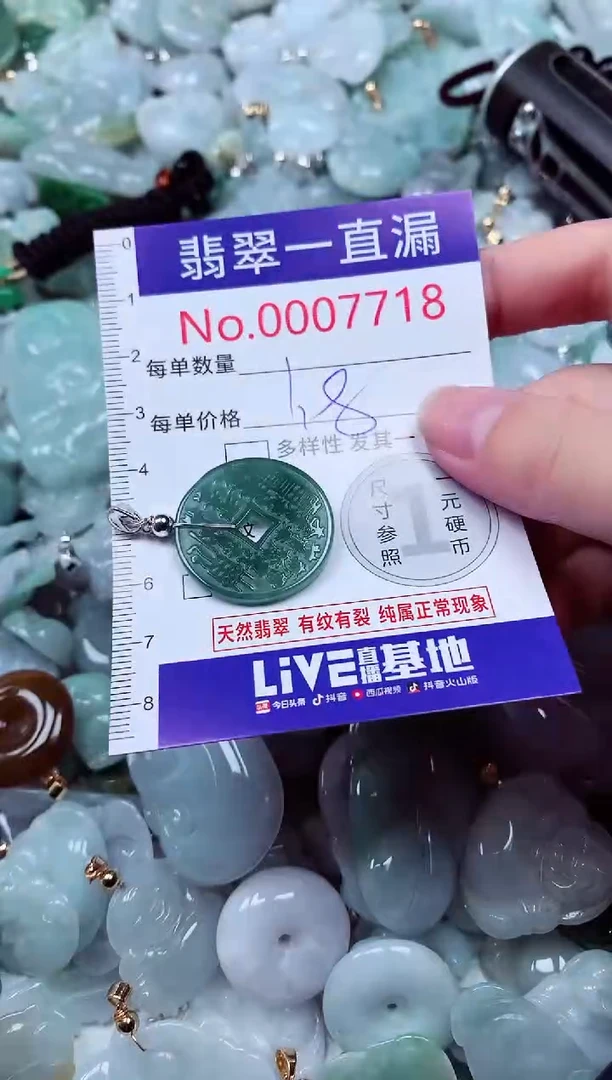 翡翠一直漏
No.0007718
每单数量
每单价格 1,8
多样性 发其一
尺寸参照
1
一元硬币
文
天然翡翠 有纹有裂 纯属正常现象
LiVE直播基地
今日头条 抖音 西瓜视频 抖音火山版
0
1
2
3
4
6
7
8